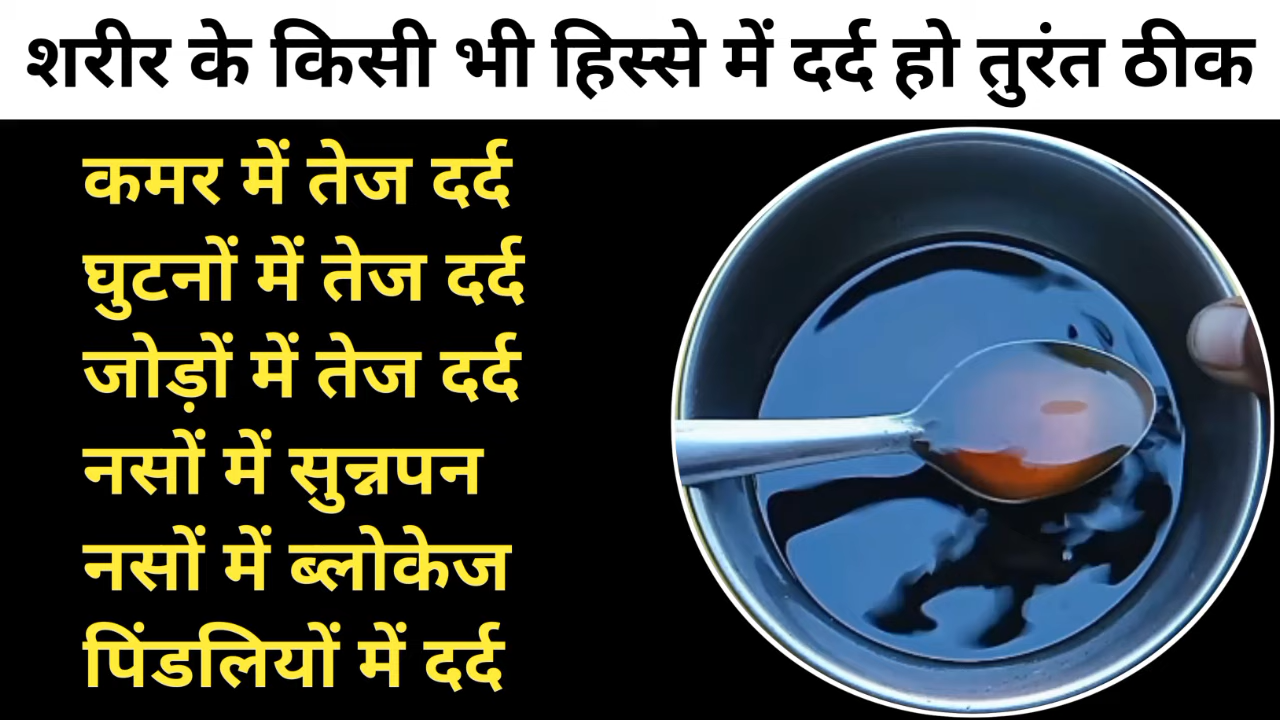 शरीर के किसी भी हिस्से में दर्द हो तुरंत ठीक
कमर में तेज दर्द
घुटनों में तेज दर्द
जोड़ों में तेज दर्द
नसों में सुन्नपन
नसों में ब्लोकेज
पिंडलियों में दर्द